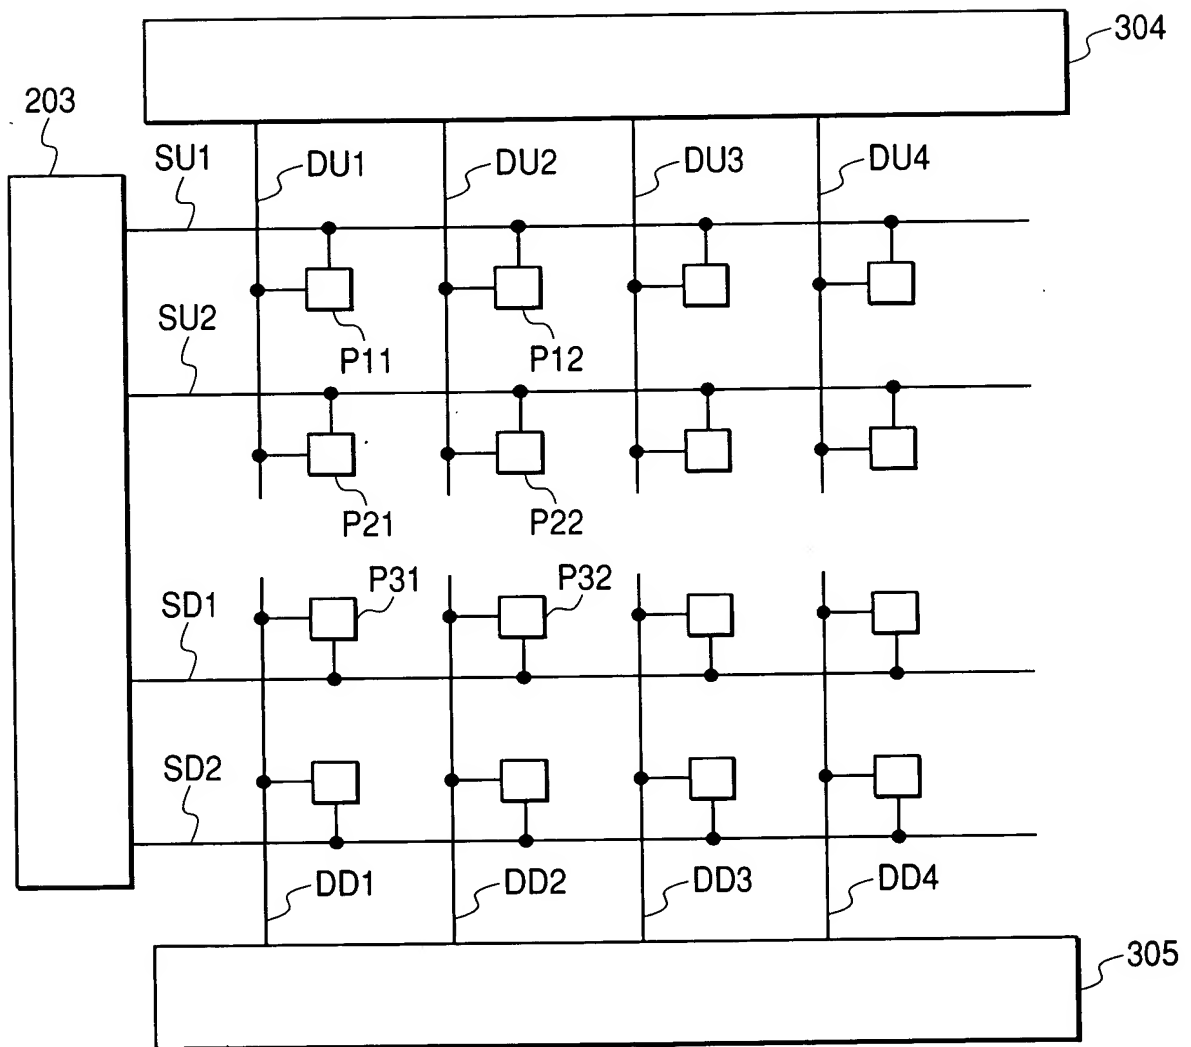 304
203
SU1
DU1
DU2
DU3
DU4
SU2
P11
P12
P21
P22
P31
P32
SD1
SD2
DD1
DD2
DD3
DD4
305